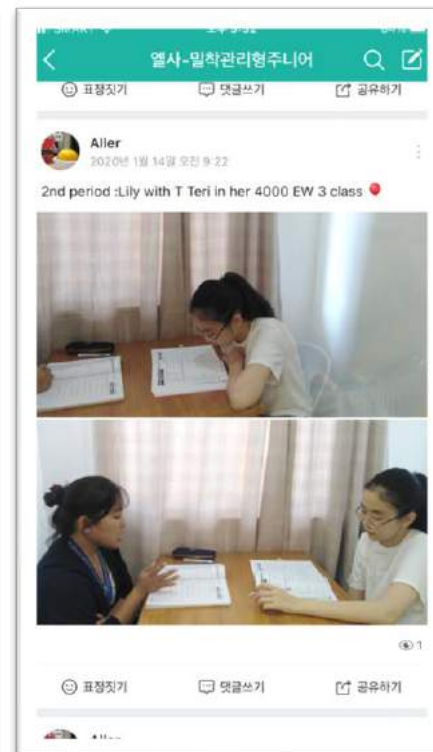 엘사-밀착관리형주니어
표정짓기 댓글쓰기 공유하기
Aller
2020년 1월 14일 오전 9:22
2nd period :Lily with T Teri in her 4000 EW 3 class
1
표정짓기 댓글쓰기 공유하기